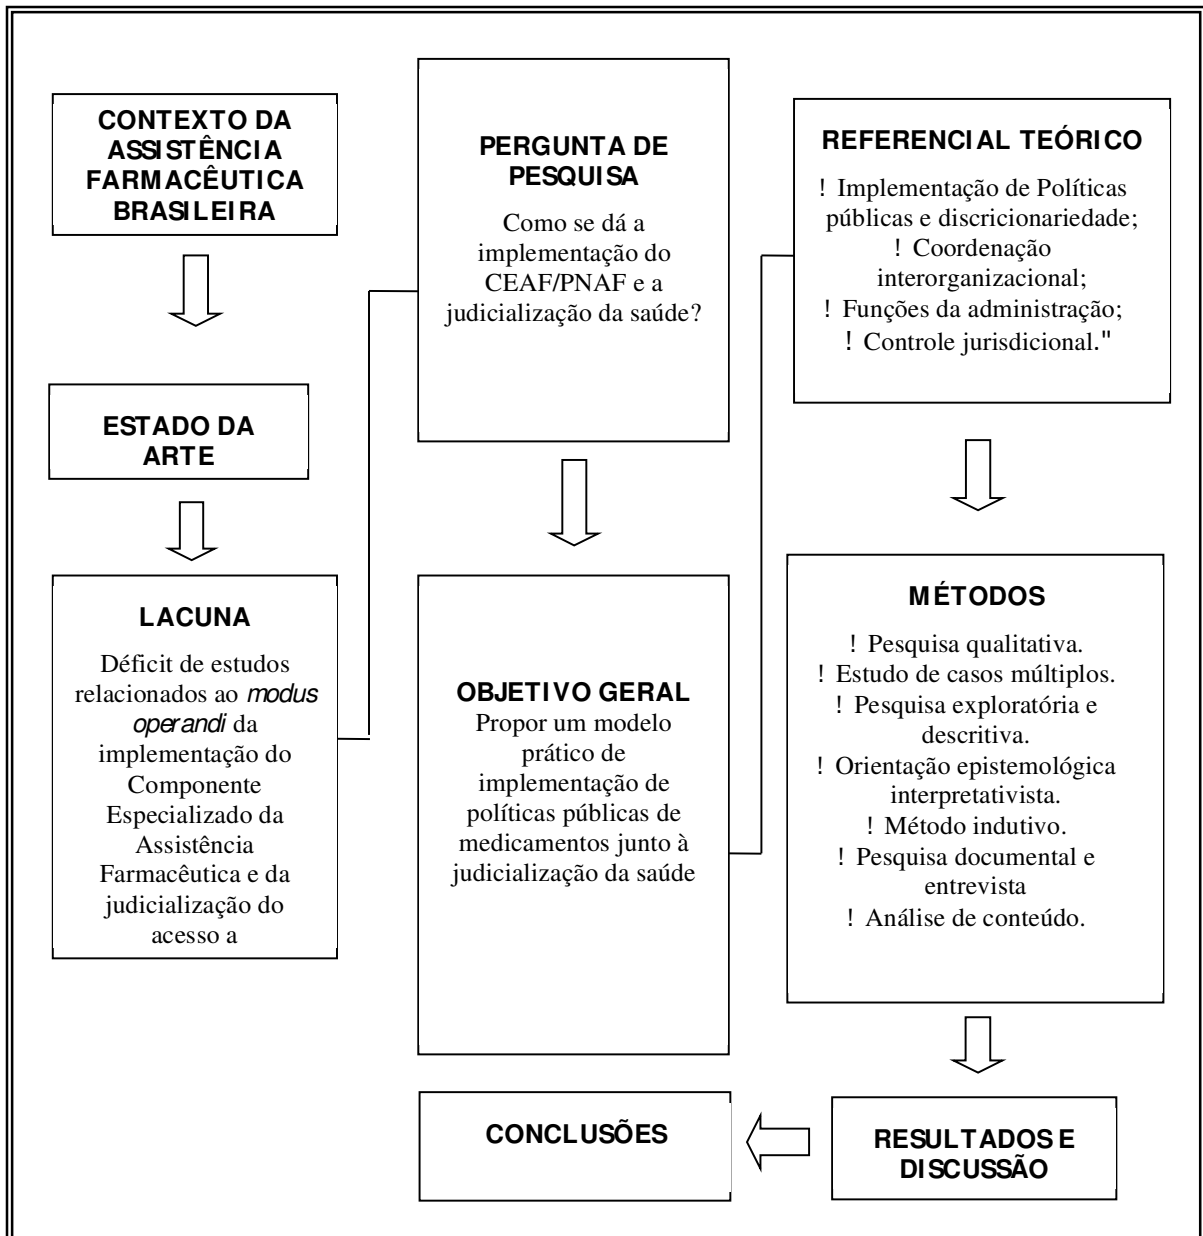 CONTEXTO DA
ASSISTÊNCIA
FARMACÊUTICA
BRASILEIRA
ESTADO DA
ARTE
LACUNA
Déficit de estudos
relacionados ao modus
operandi da
implementação do
Componente
Especializado da
Assistência
Farmacêutica e da
judicialização do
acesso a
PERGUNTA DE
PESQUISA
Como se dá a
implementação do
CEAF/PNAF e a
judicialização da saúde?
OBJETIVO GERAL
Propor um modelo
prático de
implementação de
políticas públicas de
medicamentos junto à
judicialização da saúde
REFERENCIAL TEÓRICO
! Implementação de Políticas
públicas e discricionariedade;
! Coordenação
interorganizacional;
! Funções da administração;
! Controle jurisdicional."
MÉTODOS
! Pesquisa qualitativa.
! Estudo de casos múltiplos.
! Pesquisa exploratória e
descritiva.
! Orientação epistemológica
interpretativista.
! Método indutivo.
! Pesquisa documental e
entrevista
! Análise de conteúdo.
RESULTADOS E
DISCUSSÃO
CONCLUSÕES